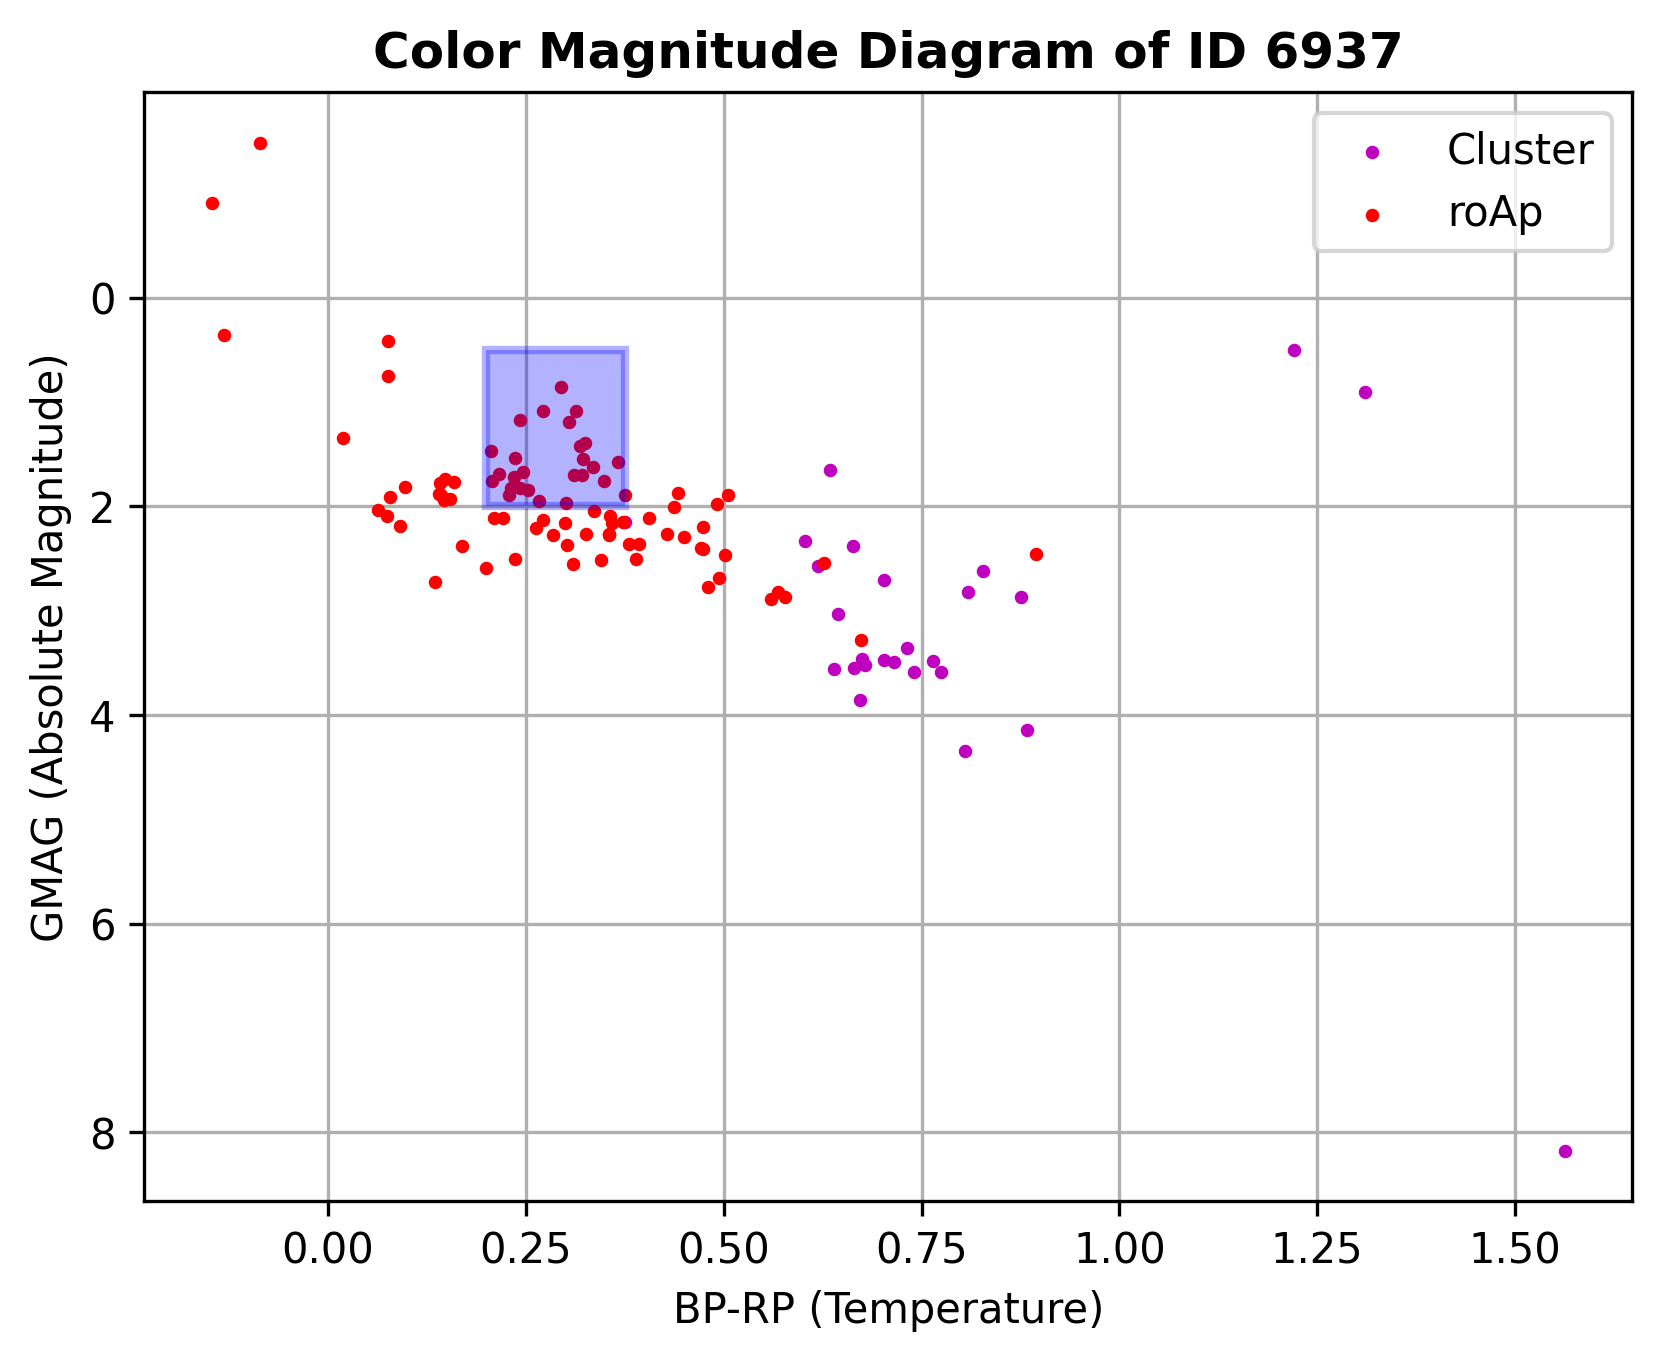 Color Magnitude Diagram of ID 6937
Cluster
roAp
GMAG (Absolute Magnitude)
0
2
4
6
8
0.00 0.25 0.50 0.75 1.00 1.25 1.50
BP-RP (Temperature)